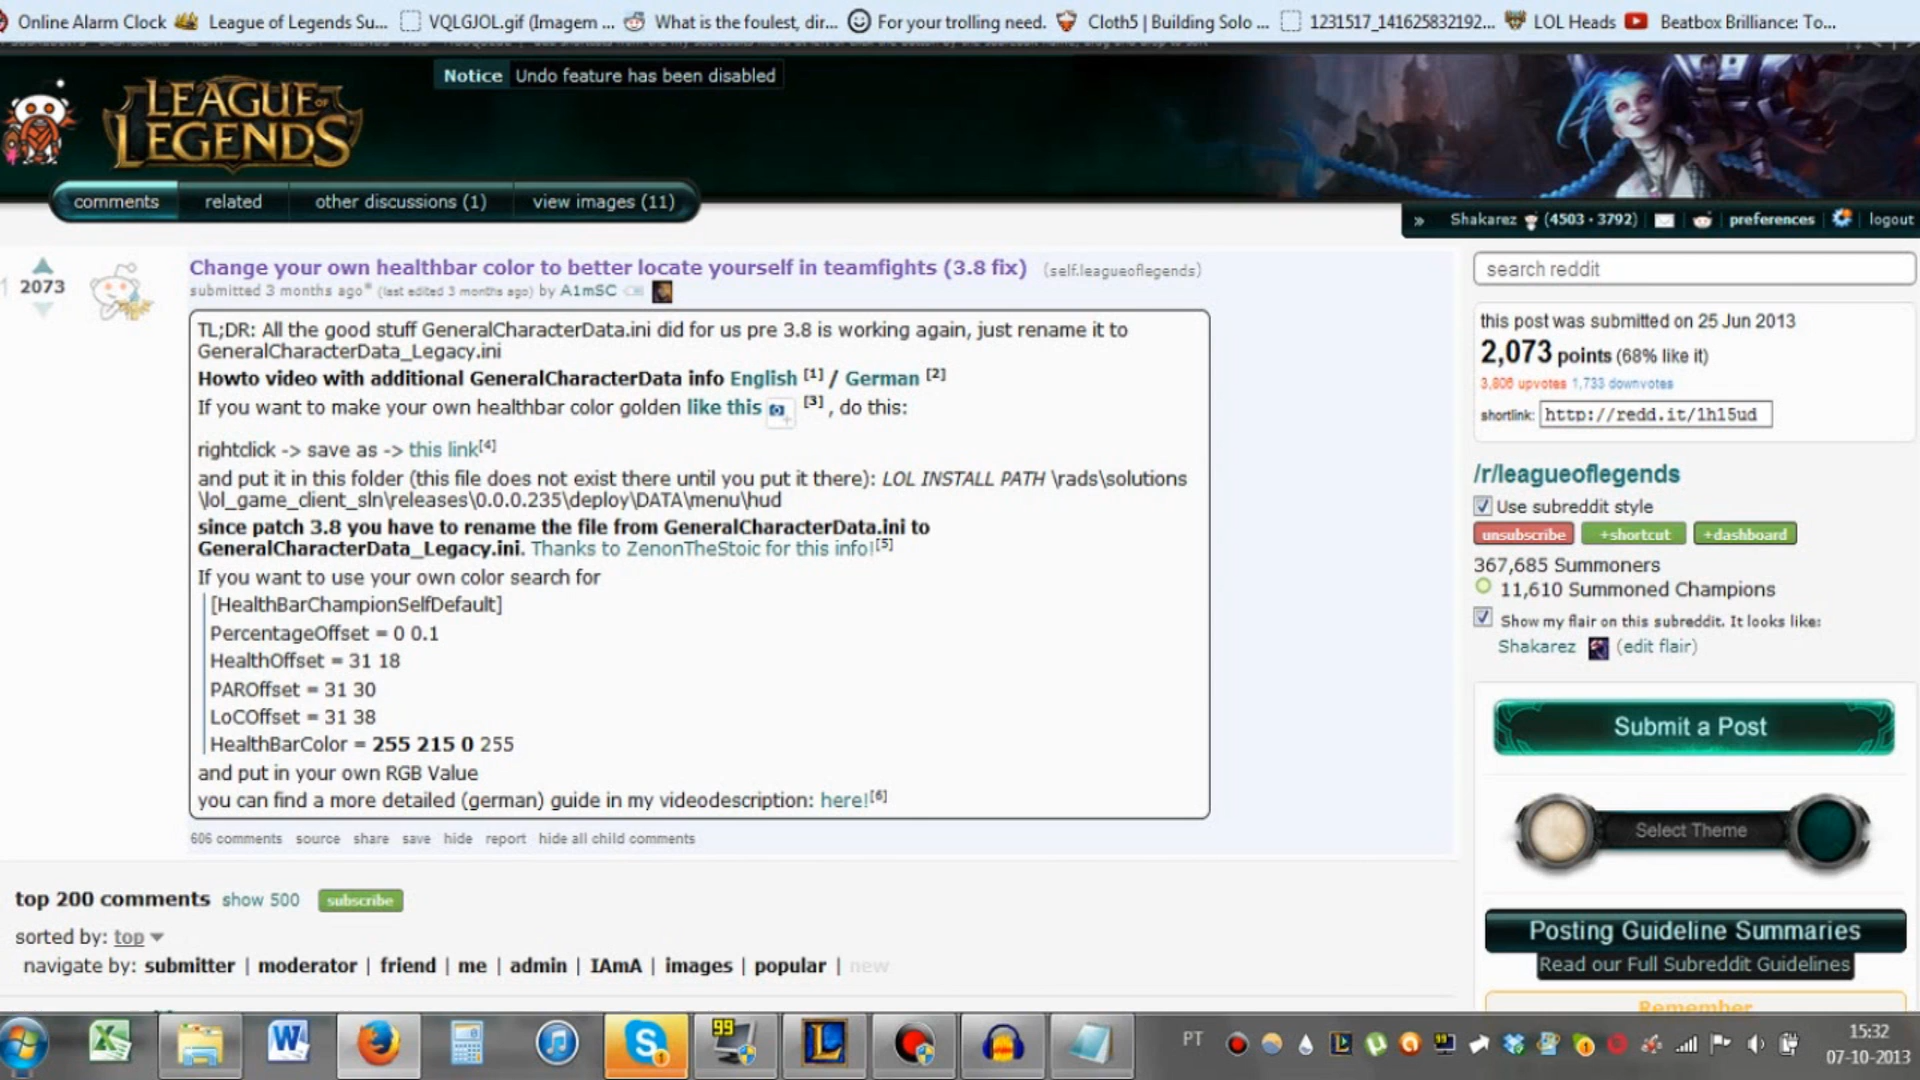 Online Alarm Clock League of Legends Su... VQLGJOL.gif (Imagem ... What is the foulest, dir... For your trolling need. Cloth5 | Building Solo ... 1231517_141625832192... LOL Heads Beatbox Brilliance: To...
Notice Undo feature has been disabled
LEAGUE OF
LEGENDS
comments related other discussions (1) view images (11)
» Shakarez (4503 · 3792) preferences logout
2073
Change your own healthbar color to better locate yourself in teamfights (3.8 fix) (self.leagueoflegends)
submitted 3 months ago* (last edited 3 months ago) by A1mSC
TL;DR: All the good stuff GeneralCharacterData.ini did for us pre 3.8 is working again, just rename it to
GeneralCharacterData_Legacy.ini
Howto video with additional GeneralCharacterData info English [1] / German [2]
If you want to make your own healthbar color golden like this [3] , do this:
rightclick -> save as -> this link[4]
and put it in this folder (this file does not exist there until you put it there): LOL INSTALL PATH \rads\solutions
\lol_game_client_sln\releases\0.0.0.235\deploy\DATA\menu\hud
since patch 3.8 you have to rename the file from GeneralCharacterData.ini to
GeneralCharacterData_Legacy.ini. Thanks to ZenonTheStoic for this info![5]
If you want to use your own color search for
[HealthBarChampionSelfDefault]
PercentageOffset = 0 0.1
HealthOffset = 31 18
PAROffset = 31 30
LoCOffset = 31 38
HealthBarColor = 255 215 0 255
and put in your own RGB Value
you can find a more detailed (german) guide in my videodescription: here![6]
606 comments source share save hide report hide all child comments
top 200 comments show 500 subscribe
sorted by: top
navigate by: submitter | moderator | friend | me | admin | IAmA | images | popular | new
search reddit
this post was submitted on 25 Jun 2013
2,073 points (68% like it)
3,806 upvotes 1,733 downvotes
shortlink: http://redd.it/1h15ud
/r/leagueoflegends
Use subreddit style
unsubscribe +shortcut +dashboard
367,685 Summoners
11,610 Summoned Champions
Show my flair on this subreddit. It looks like:
Shakarez (edit flair)
Submit a Post
Select Theme
Posting Guideline Summaries
Read our Full Subreddit Guidelines
Remember
99
PT
15:32
07-10-2013